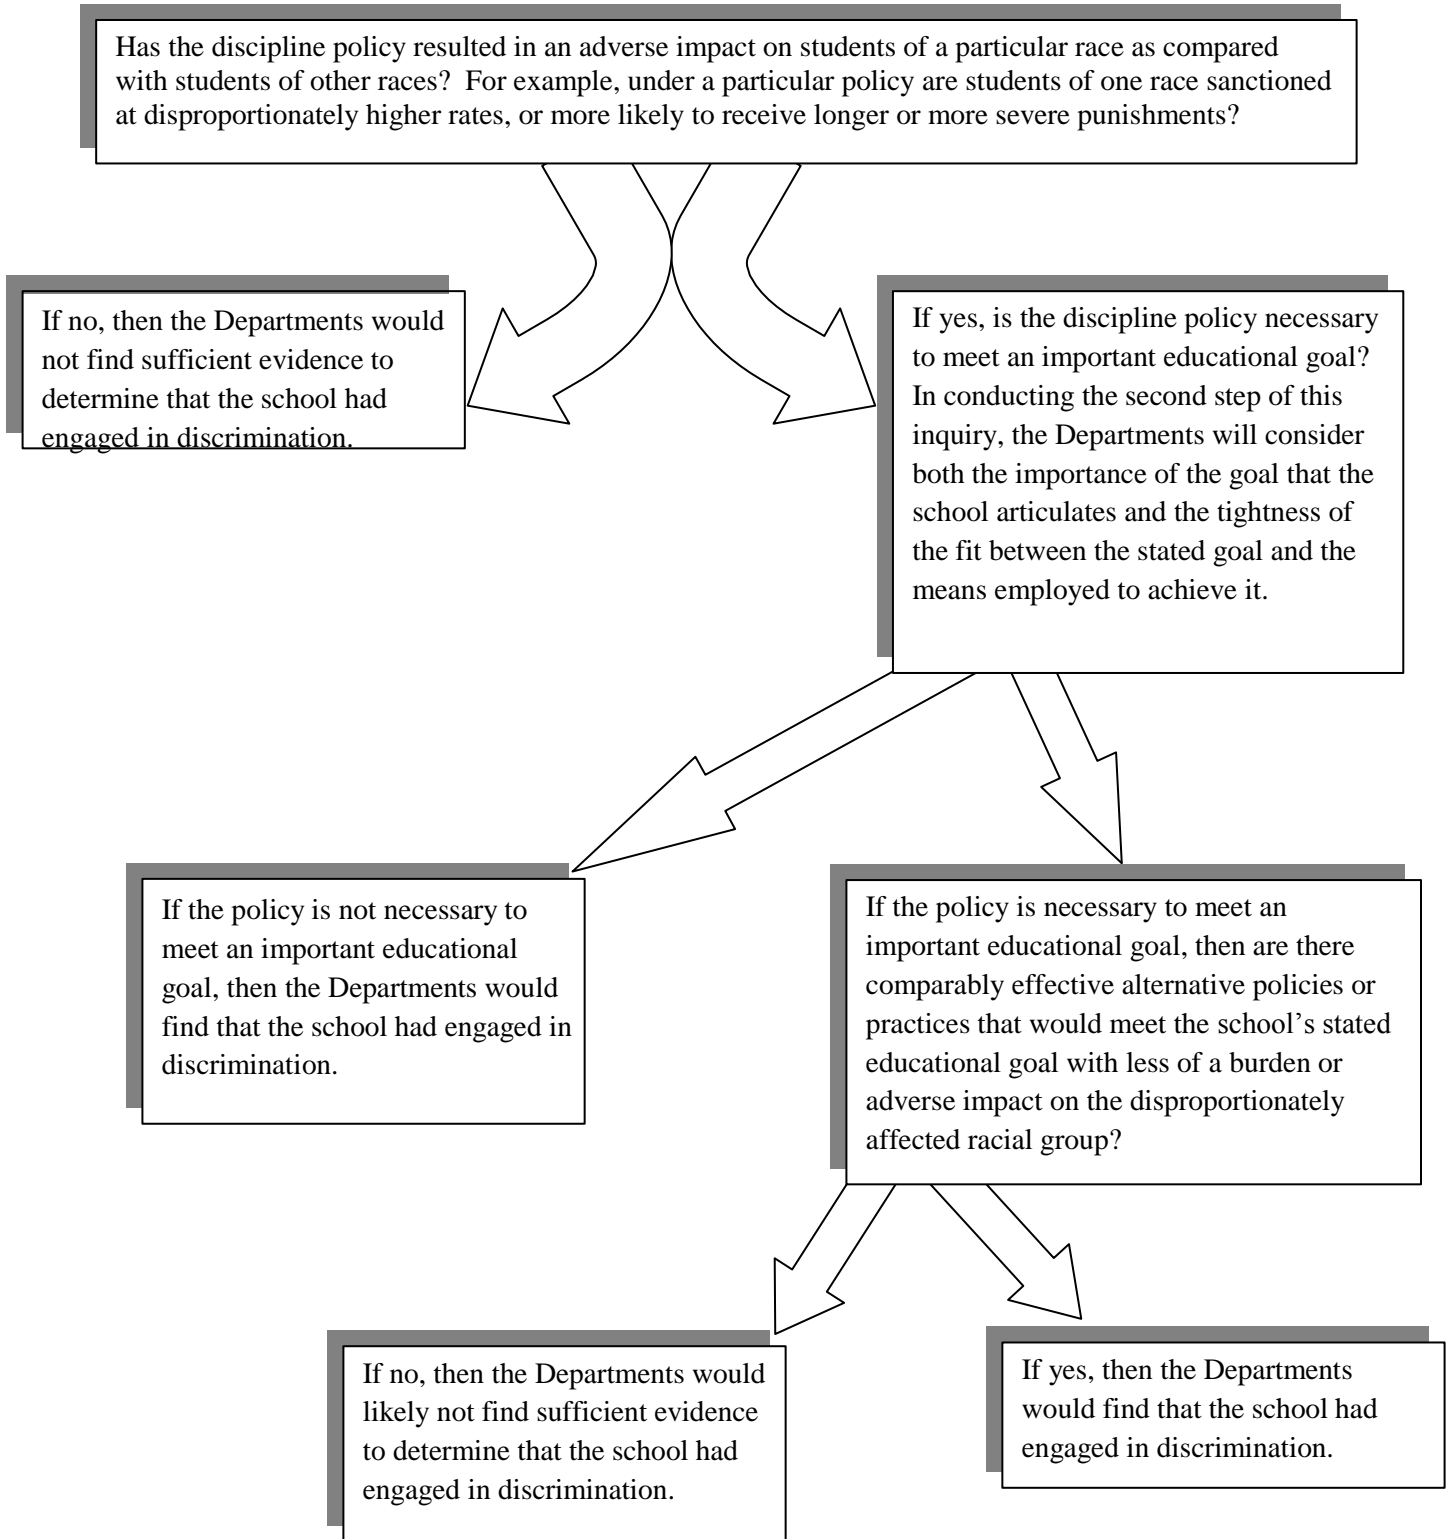 Has the discipline policy resulted in an adverse impact on students of a particular race as compared
with students of other races?  For example, under a particular policy are students of one race sanctioned
at disproportionately higher rates, or more likely to receive longer or more severe punishments?
If no, then the Departments would
not find sufficient evidence to
determine that the school had
engaged in discrimination.
If yes, is the discipline policy necessary
to meet an important educational goal?
In conducting the second step of this
inquiry, the Departments will consider
both the importance of the goal that the
school articulates and the tightness of
the fit between the stated goal and the
means employed to achieve it.
If the policy is not necessary to
meet an important educational
goal, then the Departments would
find that the school had engaged in
discrimination.
If the policy is necessary to meet an
important educational goal, then are there
comparably effective alternative policies or
practices that would meet the school’s stated
educational goal with less of a burden or
adverse impact on the disproportionately
affected racial group?
If no, then the Departments would
likely not find sufficient evidence
to determine that the school had
engaged in discrimination.
If yes, then the Departments
would find that the school had
engaged in discrimination.